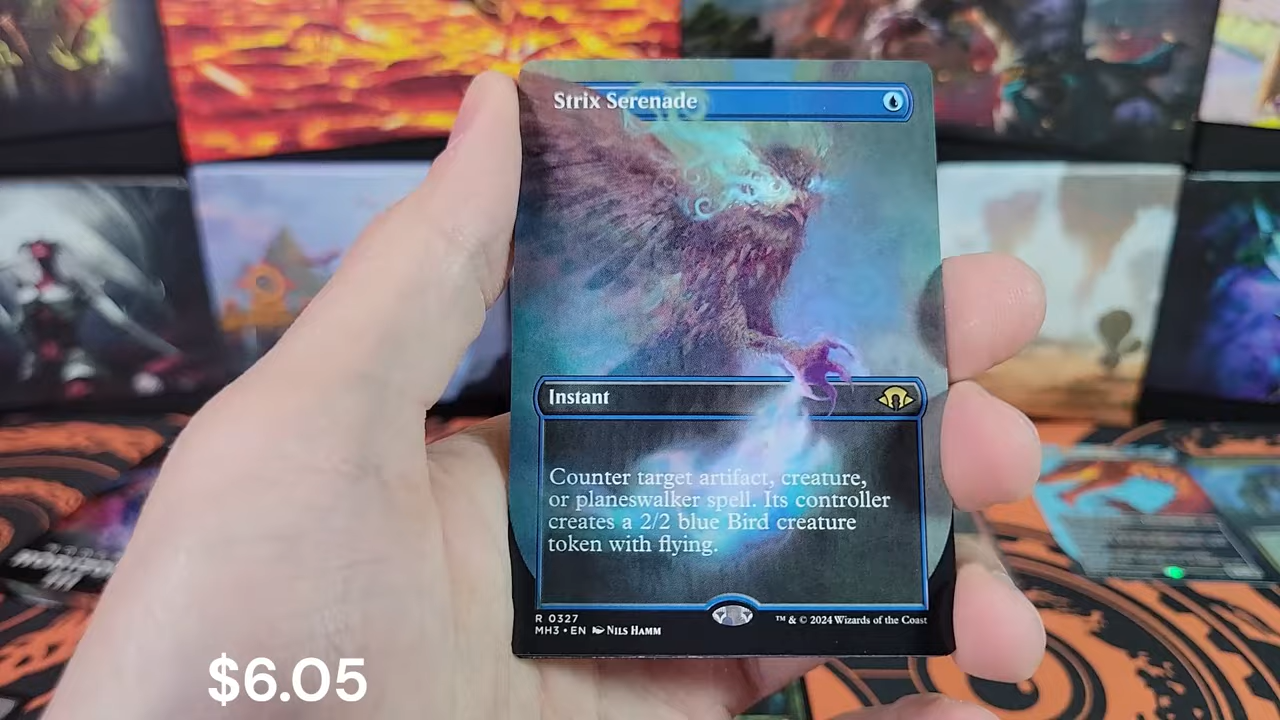 Strix Serenade
Instant
Counter target artifact, creature,
or planeswalker spell. Its controller
creates a 2/2 blue Bird creature
token with flying.
R 0327
MH3 • EN NILS HAMM
™ & © 2024 Wizards of the Coast
$6.05